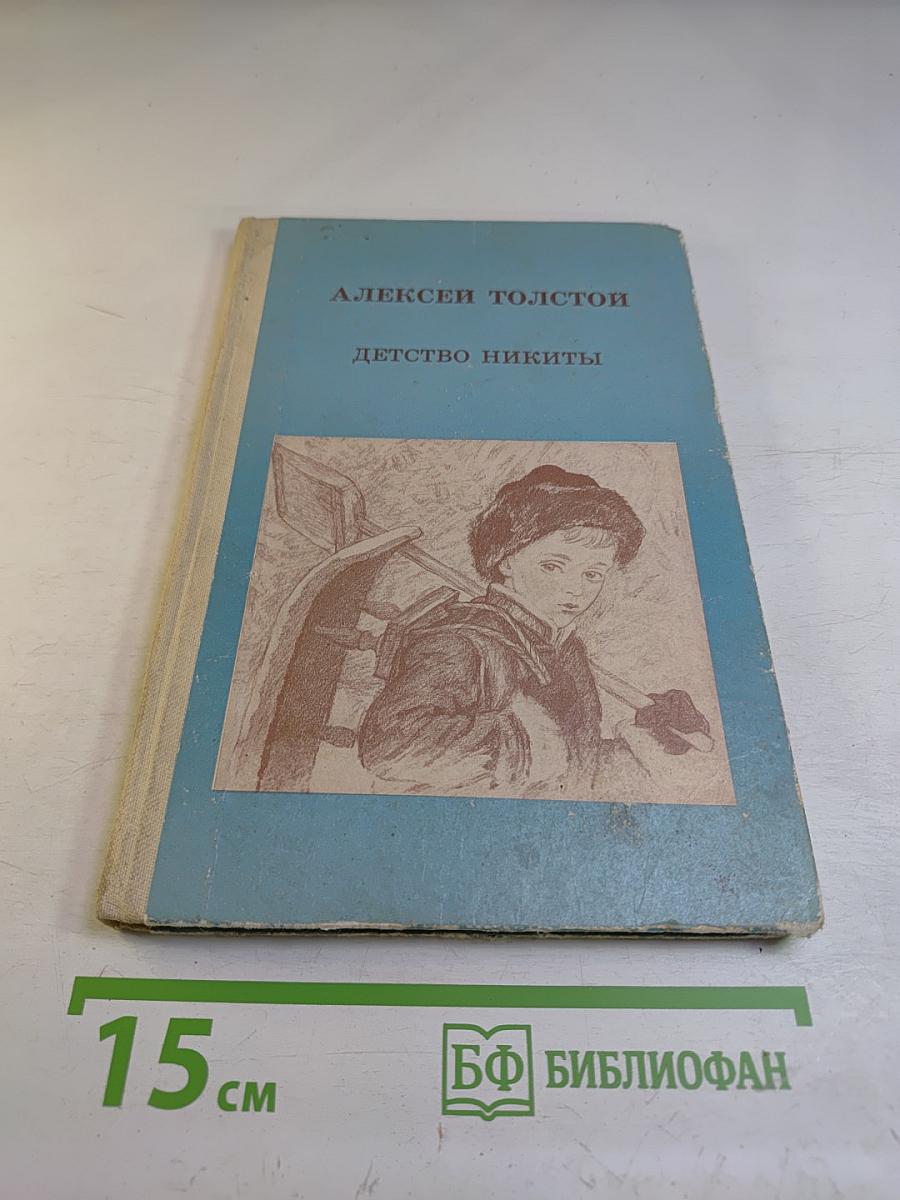 АЛЕКСЕЙ ТОЛСТОЙ
ДЕТСТВО НИКИТЫ
15 см
БФ БИБЛИОФАН